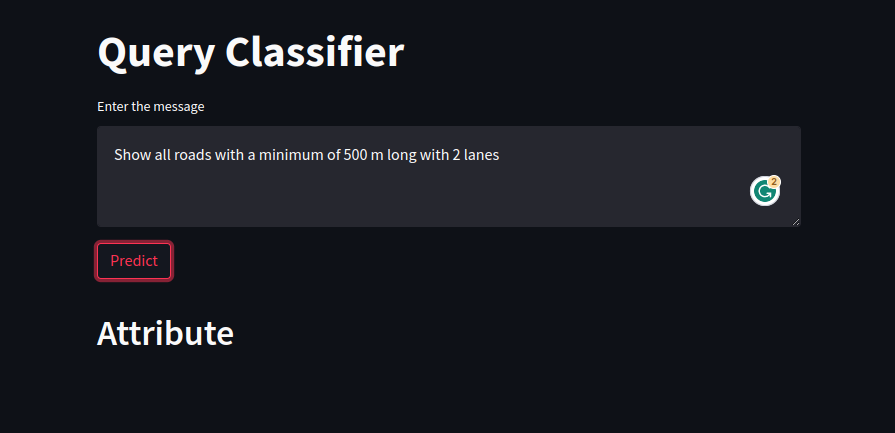 Query Classifier
Enter the message
Show all roads with a minimum of 500 m long with 2 lanes
2
Predict
Attribute